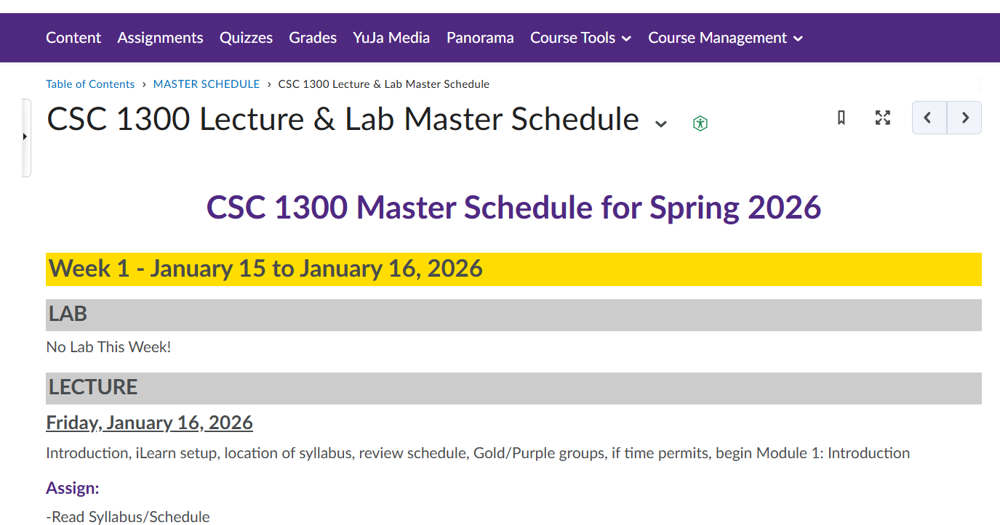 Content Assignments Quizzes Grades YuJa Media Panorama Course Tools Course Management
Table of Contents › MASTER SCHEDULE › CSC 1300 Lecture & Lab Master Schedule
CSC 1300 Lecture & Lab Master Schedule
CSC 1300 Master Schedule for Spring 2026
Week 1 - January 15 to January 16, 2026
LAB
No Lab This Week!
LECTURE
Friday, January 16, 2026
Introduction, iLearn setup, location of syllabus, review schedule, Gold/Purple groups, if time permits, begin Module 1: Introduction
Assign:
-Read Syllabus/Schedule